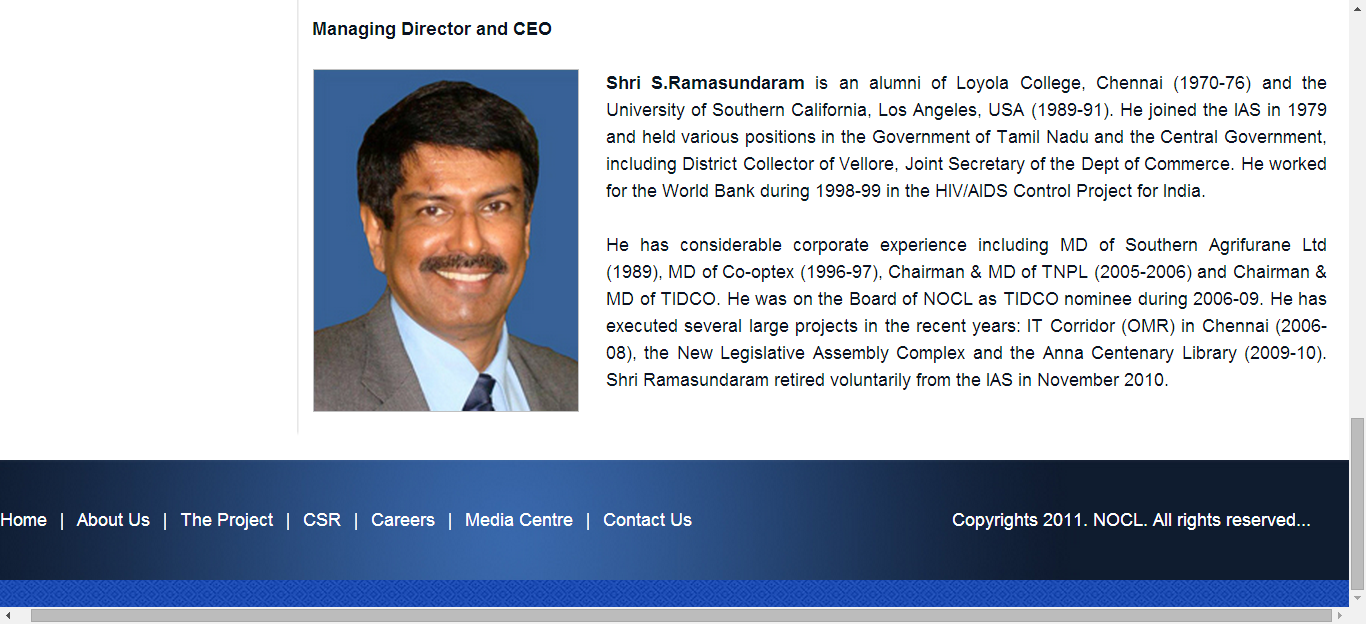 Managing Director and CEO
Shri S.Ramasundaram is an alumni of Loyola College, Chennai (1970-76) and the
University of Southern California, Los Angeles, USA (1989-91). He joined the IAS in 1979
and held various positions in the Government of Tamil Nadu and the Central Government,
including District Collector of Vellore, Joint Secretary of the Dept of Commerce. He worked
for the World Bank during 1998-99 in the HIV/AIDS Control Project for India.
He has considerable corporate experience including MD of Southern Agrifurane Ltd
(1989), MD of Co-optex (1996-97), Chairman & MD of TNPL (2005-2006) and Chairman &
MD of TIDCO. He was on the Board of NOCL as TIDCO nominee during 2006-09. He has
executed several large projects in the recent years: IT Corridor (OMR) in Chennai (2006-
08), the New Legislative Assembly Complex and the Anna Centenary Library (2009-10).
Shri Ramasundaram retired voluntarily from the IAS in November 2010.
Home | About Us | The Project | CSR | Careers | Media Centre | Contact Us Copyrights 2011. NOCL. All rights reserved...